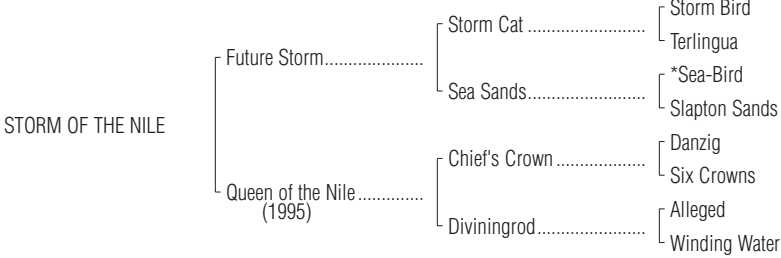 Storm Bird
Storm Cat ........................
Terlingua
Future Storm....................
*Sea-Bird
Sea Sands........................
Slapton Sands
STORM OF THE NILE
Danzig
Chief's Crown ..................
Six Crowns
Queen of the Nile .............
(1995)
Alleged
Diviningrod......................
Winding Water